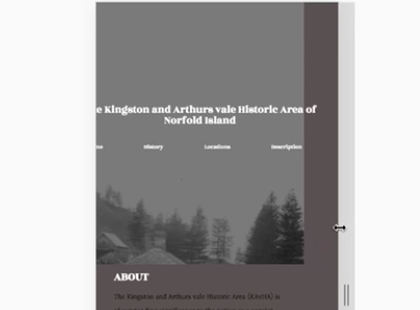 e Kingston and Arthurs vale Historic Area of
Norfold Island
History Locations Description
ABOUT
The Kingston and Arthurs vale Historic Area (KAVHA) is